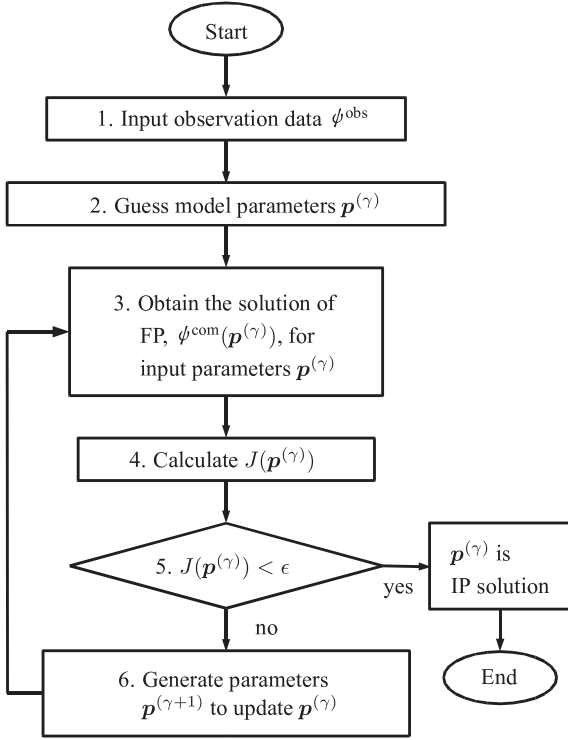 Start
1. Input observation data ψ^obs
2. Guess model parameters p^(γ)
3. Obtain the solution of
FP, ψ^com(p^(γ)), for
input parameters p^(γ)
4. Calculate J(p^(γ))
5. J(p^(γ)) < ϵ
yes
p^(γ) is
IP solution
no
End
6. Generate parameters
p^(γ+1) to update p^(γ)